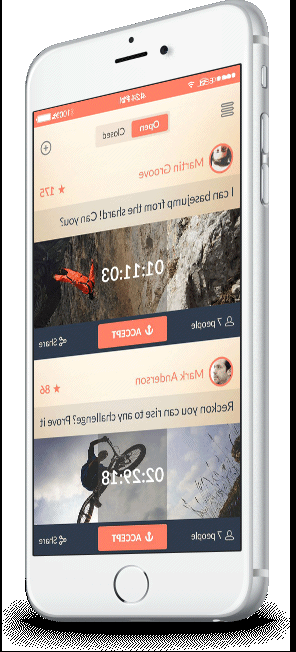 4:24 PM 100%
Open Closed
Martin Groove 175
I can basejump from the shard! Can you?
01:11:03
7 people ACCEPT Share
Mark Anderson 86
Reckon you can rise to any challenge? Prove it
02:29:18
7 people ACCEPT Share